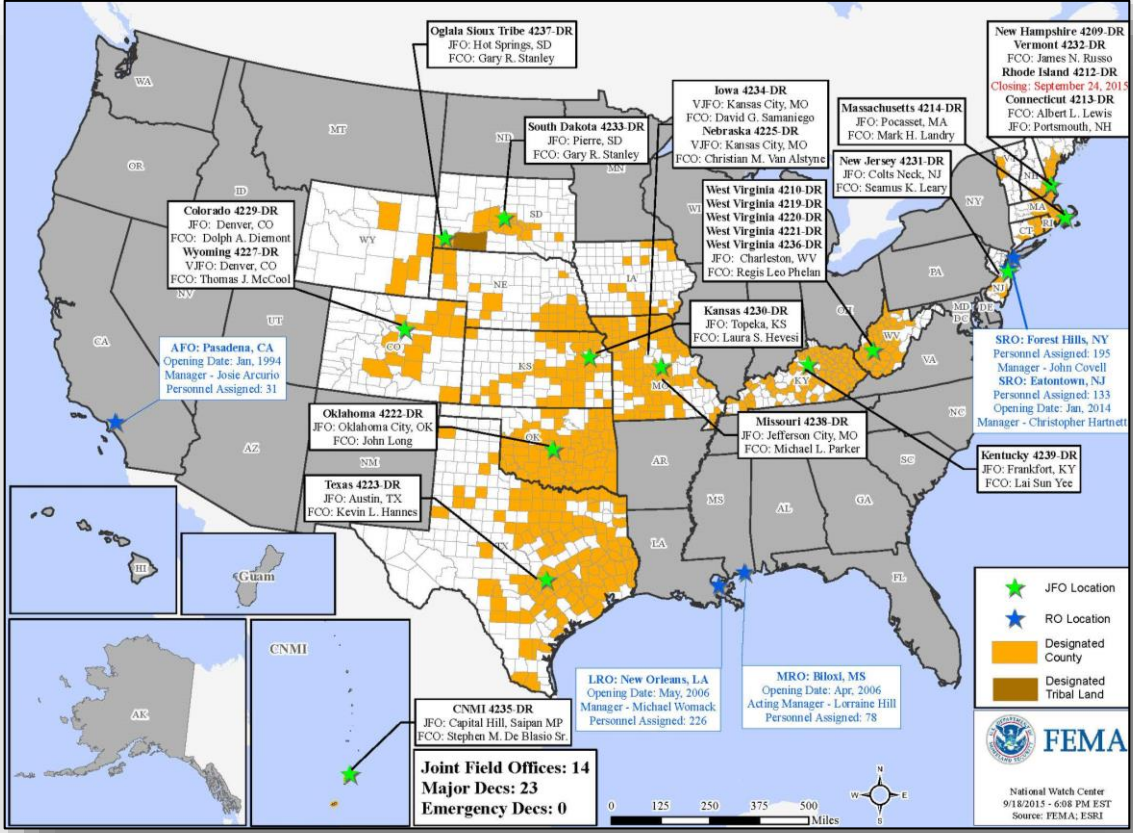 Oglala Sioux Tribe 4237-DR
JFO: Hot Springs, SD
FCO: Gary R. Stanley
New Hampshire 4209-DR
Vermont 4232-DR
FCO: James N. Russo
Rhode Island 4212-DR
Closing: September 24, 2015
Connecticut 4213-DR
FCO: Albert L. Lewis
JFO: Portsmouth, NH
Iowa 4234-DR
VJFO: Kansas City, MO
FCO: David G. Samaniego
Nebraska 4225-DR
VJFO: Kansas City, MO
FCO: Christian M. Van Alstyne
Massachusetts 4214-DR
JFO: Pocasset, MA
FCO: Mark H. Landry
South Dakota 4233-DR
JFO: Pierre, SD
FCO: Gary R. Stanley
New Jersey 4231-DR
JFO: Colts Neck, NJ
FCO: Seamus K. Leary
West Virginia 4210-DR
West Virginia 4219-DR
West Virginia 4220-DR
West Virginia 4221-DR
West Virginia 4236-DR
JFO: Charleston, WV
FCO: Regis Leo Phelan
Colorado 4229-DR
JFO: Denver, CO
FCO: Dolph A. Diemont
Wyoming 4227-DR
VJFO: Denver, CO
FCO: Thomas J. McCool
Kansas 4230-DR
JFO: Topeka, KS
FCO: Laura S. Hevesi
AFO: Pasadena, CA
Opening Date: Jan, 1994
Manager - Josie Arcurio
Personnel Assigned: 31
SRO: Forest Hills, NY
Personnel Assigned: 195
Manager - John Covell
SRO: Eatontown, NJ
Personnel Assigned: 133
Opening Date: Jan, 2014
Manager - Christopher Hartnett
Oklahoma 4222-DR
JFO: Oklahoma City, OK
FCO: John Long
Missouri 4238-DR
JFO: Jefferson City, MO
FCO: Michael L. Parker
Kentucky 4239-DR
JFO: Frankfort, KY
FCO: Lai Sun Yee
Texas 4223-DR
JFO: Austin, TX
FCO: Kevin L. Hannes
WA
MT
ND
MN
OR
ID
SD
WI
NY
VT
NH
MA
RI
CT
WY
NE
IA
PA
NJ
CA
NV
UT
CO
KS
MO
OH
WV
MD
DE
DC
VA
KY
NC
AZ
NM
OK
AR
SC
MS
AL
GA
TX
LA
FL
HI
Guam
AK
CNMI
LRO: New Orleans, LA
Opening Date: May, 2006
Manager - Michael Womack
Personnel Assigned: 226
MRO: Biloxi, MS
Opening Date: Apr, 2006
Acting Manager - Lorraine Hill
Personnel Assigned: 78
CNMI 4235-DR
JFO: Capital Hill, Saipan MP
FCO: Stephen M. De Blasio Sr.
Joint Field Offices: 14
Major Decs: 23
Emergency Decs: 0
0 125 250 375 500
Miles
N
W E
S
JFO Location
RO Location
Designated
County
Designated
Tribal Land
FEMA
National Watch Center
9/18/2015 - 6:08 PM EST
Source: FEMA; ESRI